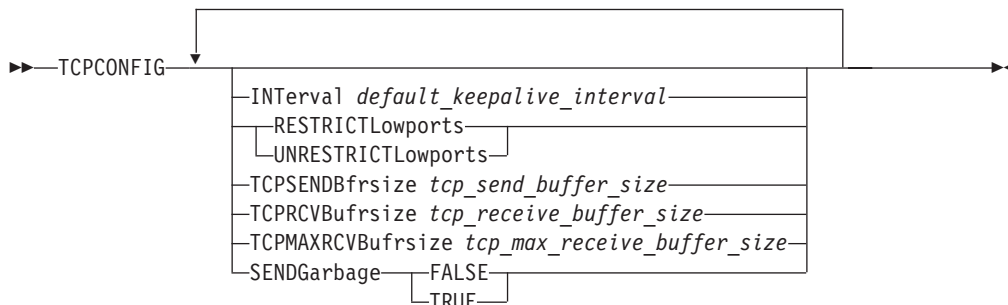 TCPCONFIG
INTerval default_keepalive_interval
RESTRICTLowports
UNRESTRICTLowports
TCPSENDBfrsize tcp_send_buffer_size
TCPRCVBufrsize tcp_receive_buffer_size
TCPMAXRCVBufrsize tcp_max_receive_buffer_size
SENDGarbage FALSE
TRUE